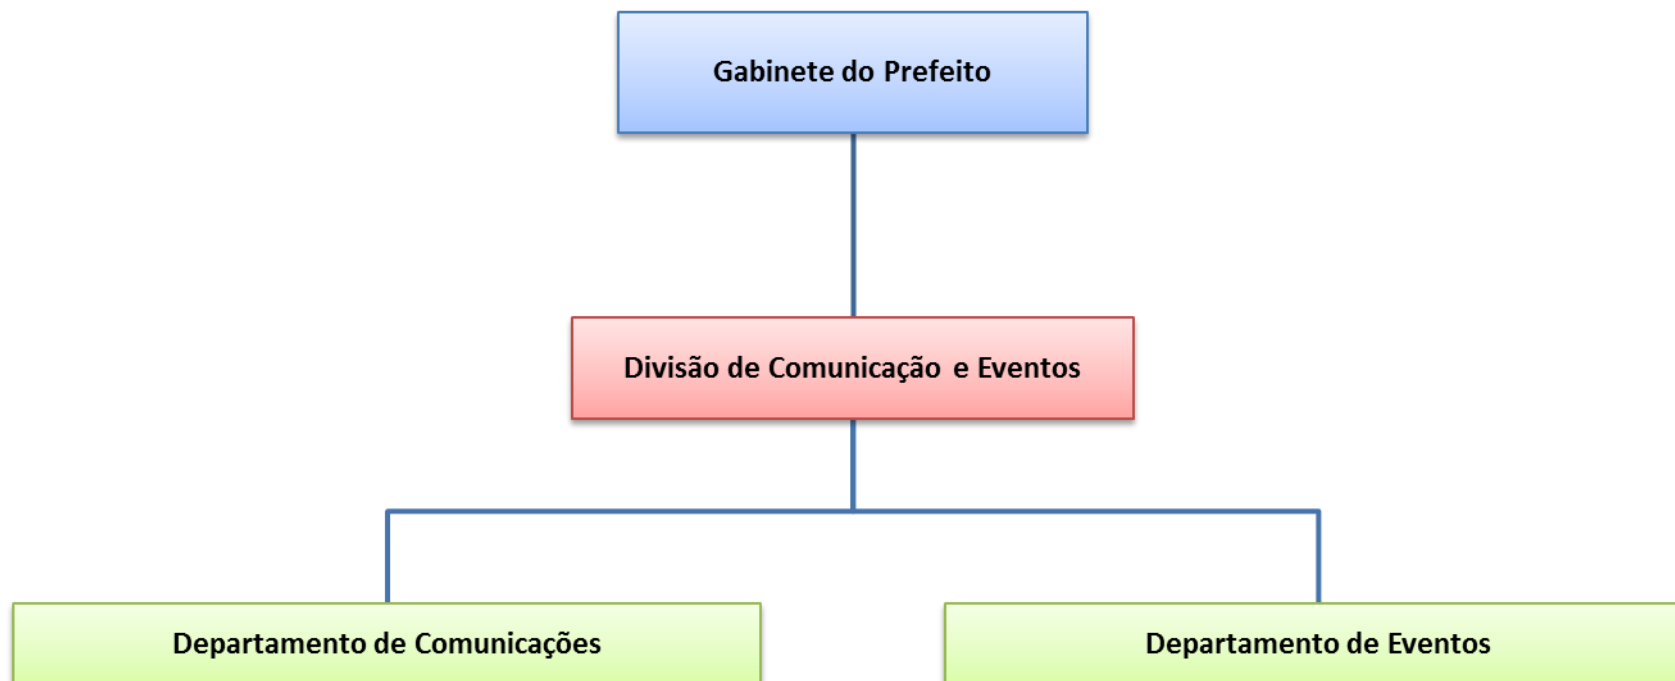 Gabinete do Prefeito
Divisão de Comunicação e Eventos
Departamento de Comunicações
Departamento de Eventos